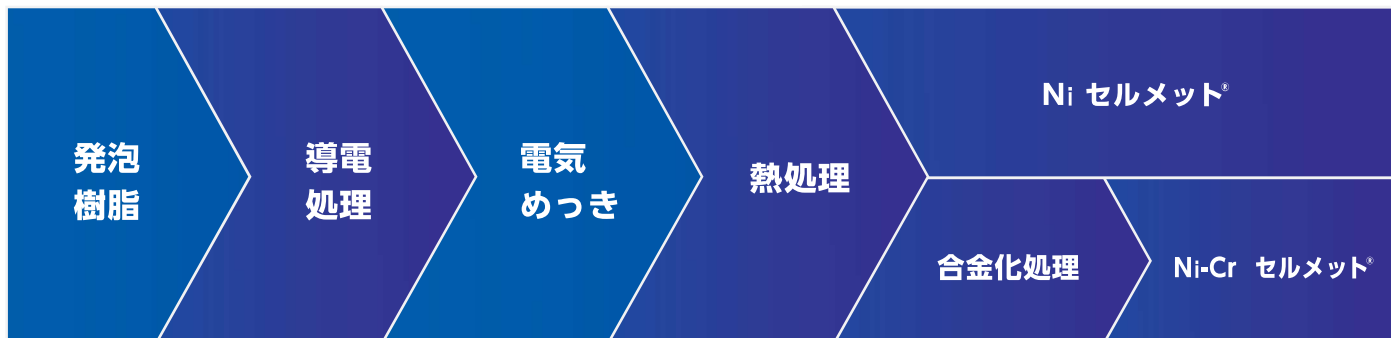 発泡
樹脂
導電
処理
電気
めっき
熱処理
Ni セルメット®
合金化処理
Ni-Cr セルメット®